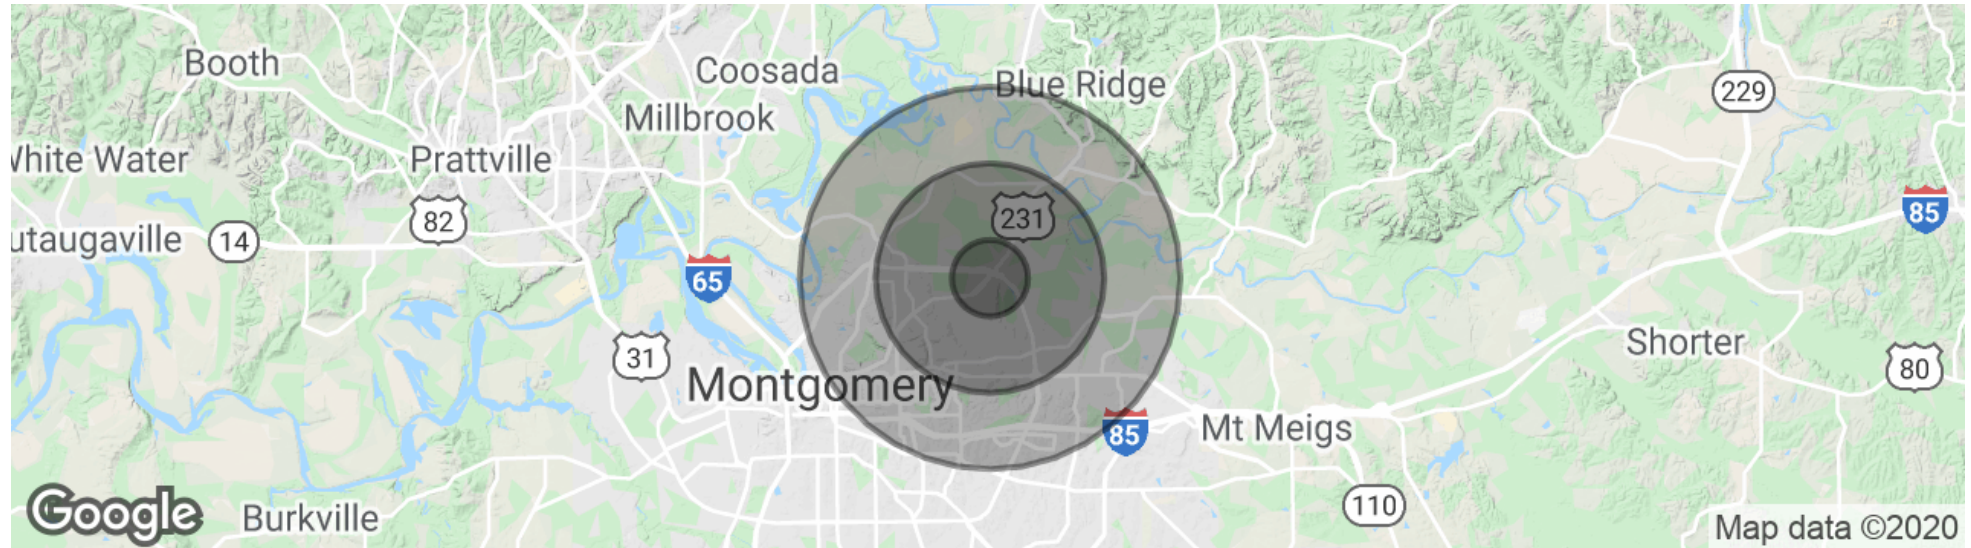 Booth
Coosada
Blue Ridge
229
Millbrook
White Water
Prattville
82
231
85
utaugaville
14
65
31
Shorter
80
Montgomery
85
Mt Meigs
110
Google
Burkville
Map data ©2020